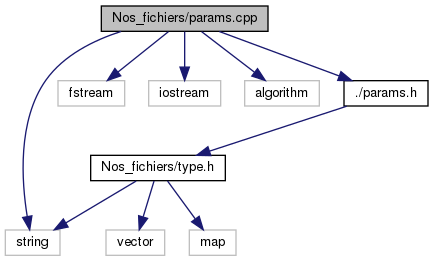 Nos_fichiers/params.cpp
fstream
iostream
algorithm
./params.h
Nos_fichiers/type.h
string
vector
map